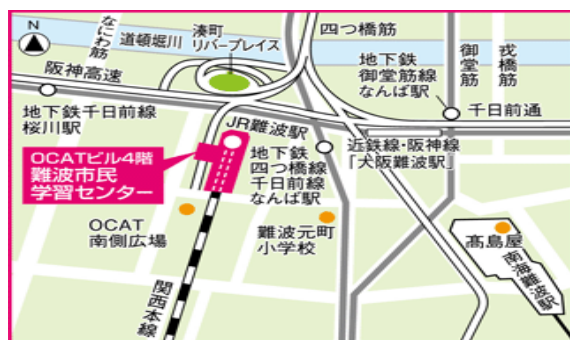 N
なにわ筋
道頓堀川
湊町
リバープレイス
四つ橋筋
地下鉄
御堂筋線
なんば駅
御堂筋
戎橋筋
阪神高速
地下鉄千日前線
桜川駅
千日前通
JR難波駅
近鉄線・阪神線
「大阪難波駅」
OCATビル4階
難波市民
学習センター
地下鉄
四つ橋線
千日前線
なんば駅
OCAT
南側広場
難波元町
小学校
髙島屋
南海難波駅
関西本線